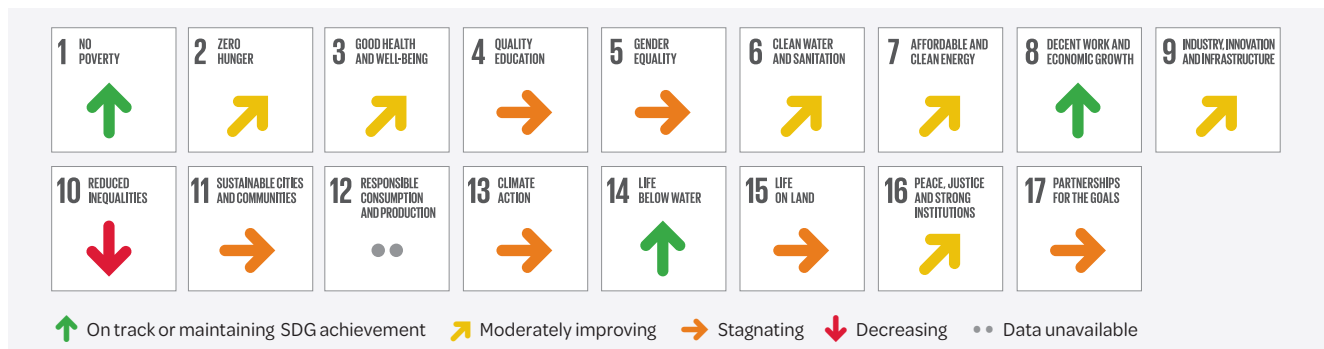 1 NO POVERTY
2 ZERO HUNGER
3 GOOD HEALTH AND WELL-BEING
4 QUALITY EDUCATION
5 GENDER EQUALITY
6 CLEAN WATER AND SANITATION
7 AFFORDABLE AND CLEAN ENERGY
8 DECENT WORK AND ECONOMIC GROWTH
9 INDUSTRY, INNOVATION AND INFRASTRUCTURE
10 REDUCED INEQUALITIES
11 SUSTAINABLE CITIES AND COMMUNITIES
12 RESPONSIBLE CONSUMPTION AND PRODUCTION
13 CLIMATE ACTION
14 LIFE BELOW WATER
15 LIFE ON LAND
16 PEACE, JUSTICE AND STRONG INSTITUTIONS
17 PARTNERSHIPS FOR THE GOALS
On track or maintaining SDG achievement
Moderately improving
Stagnating
Decreasing
Data unavailable